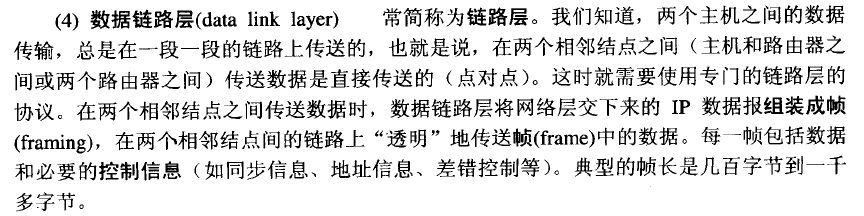 (4) 数据链路层(data link layer)　　常简称为链路层。我们知道，两个主机之间的数据
传输，总是在一段一段的链路上传送的，也就是说，在两个相邻结点之间（主机和路由器之
间或两个路由器之间）传送数据是直接传送的（点对点）。这时就需要使用专门的链路层的
协议。在两个相邻结点之间传送数据时，数据链路层将网络层交下来的 IP 数据报组装成帧
(framing)，在两个相邻结点间的链路上“透明”地传送帧(frame)中的数据。每一帧包括数据
和必要的控制信息（如同步信息、地址信息、差错控制等）。典型的帧长是几百字节到一千
多字节。